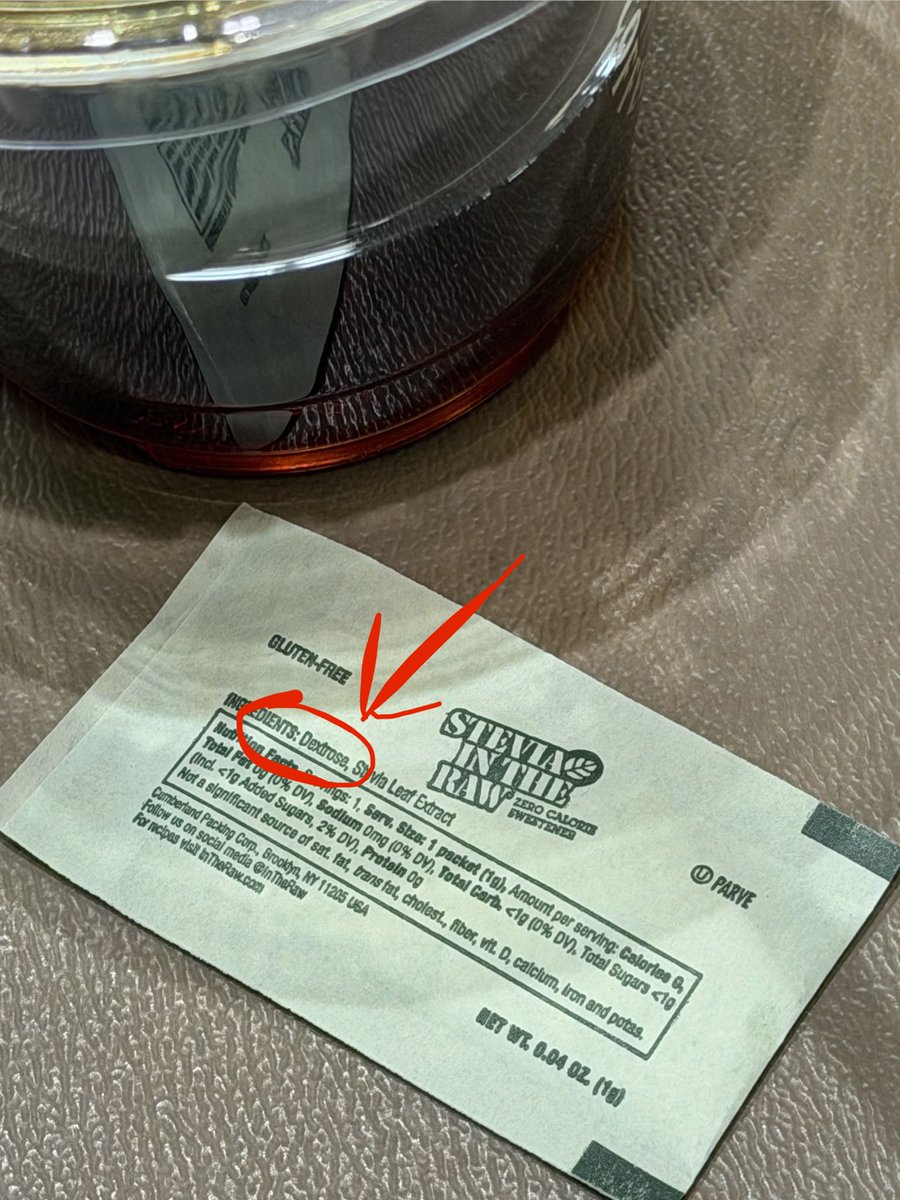 GLUTEN-FREE
INGREDIENTS: Dextrose, Stevia Leaf Extract
Nutrition Facts Servings: 1, Serv. Size: 1 packet (1g), Amount per serving: Calories 0,
Total Fat 0g (0% DV), Sodium 0mg (0% DV), Total Carb. <1g (0% DV), Total Sugars <1g
(Incl. <1g Added Sugars, 2% DV), Protein 0g
Not a significant source of sat. fat, trans fat, cholest., fiber, vit. D, calcium, iron and potas.
Cumberland Packing Corp., Brooklyn, NY 11205 USA
Follow us on social media @InTheRaw
For recipes visit InTheRaw.com
STEVIA
IN THE
RAW
ZERO CALORIE
SWEETENER
U PARVE
NET WT. 0.04 OZ. (1g)